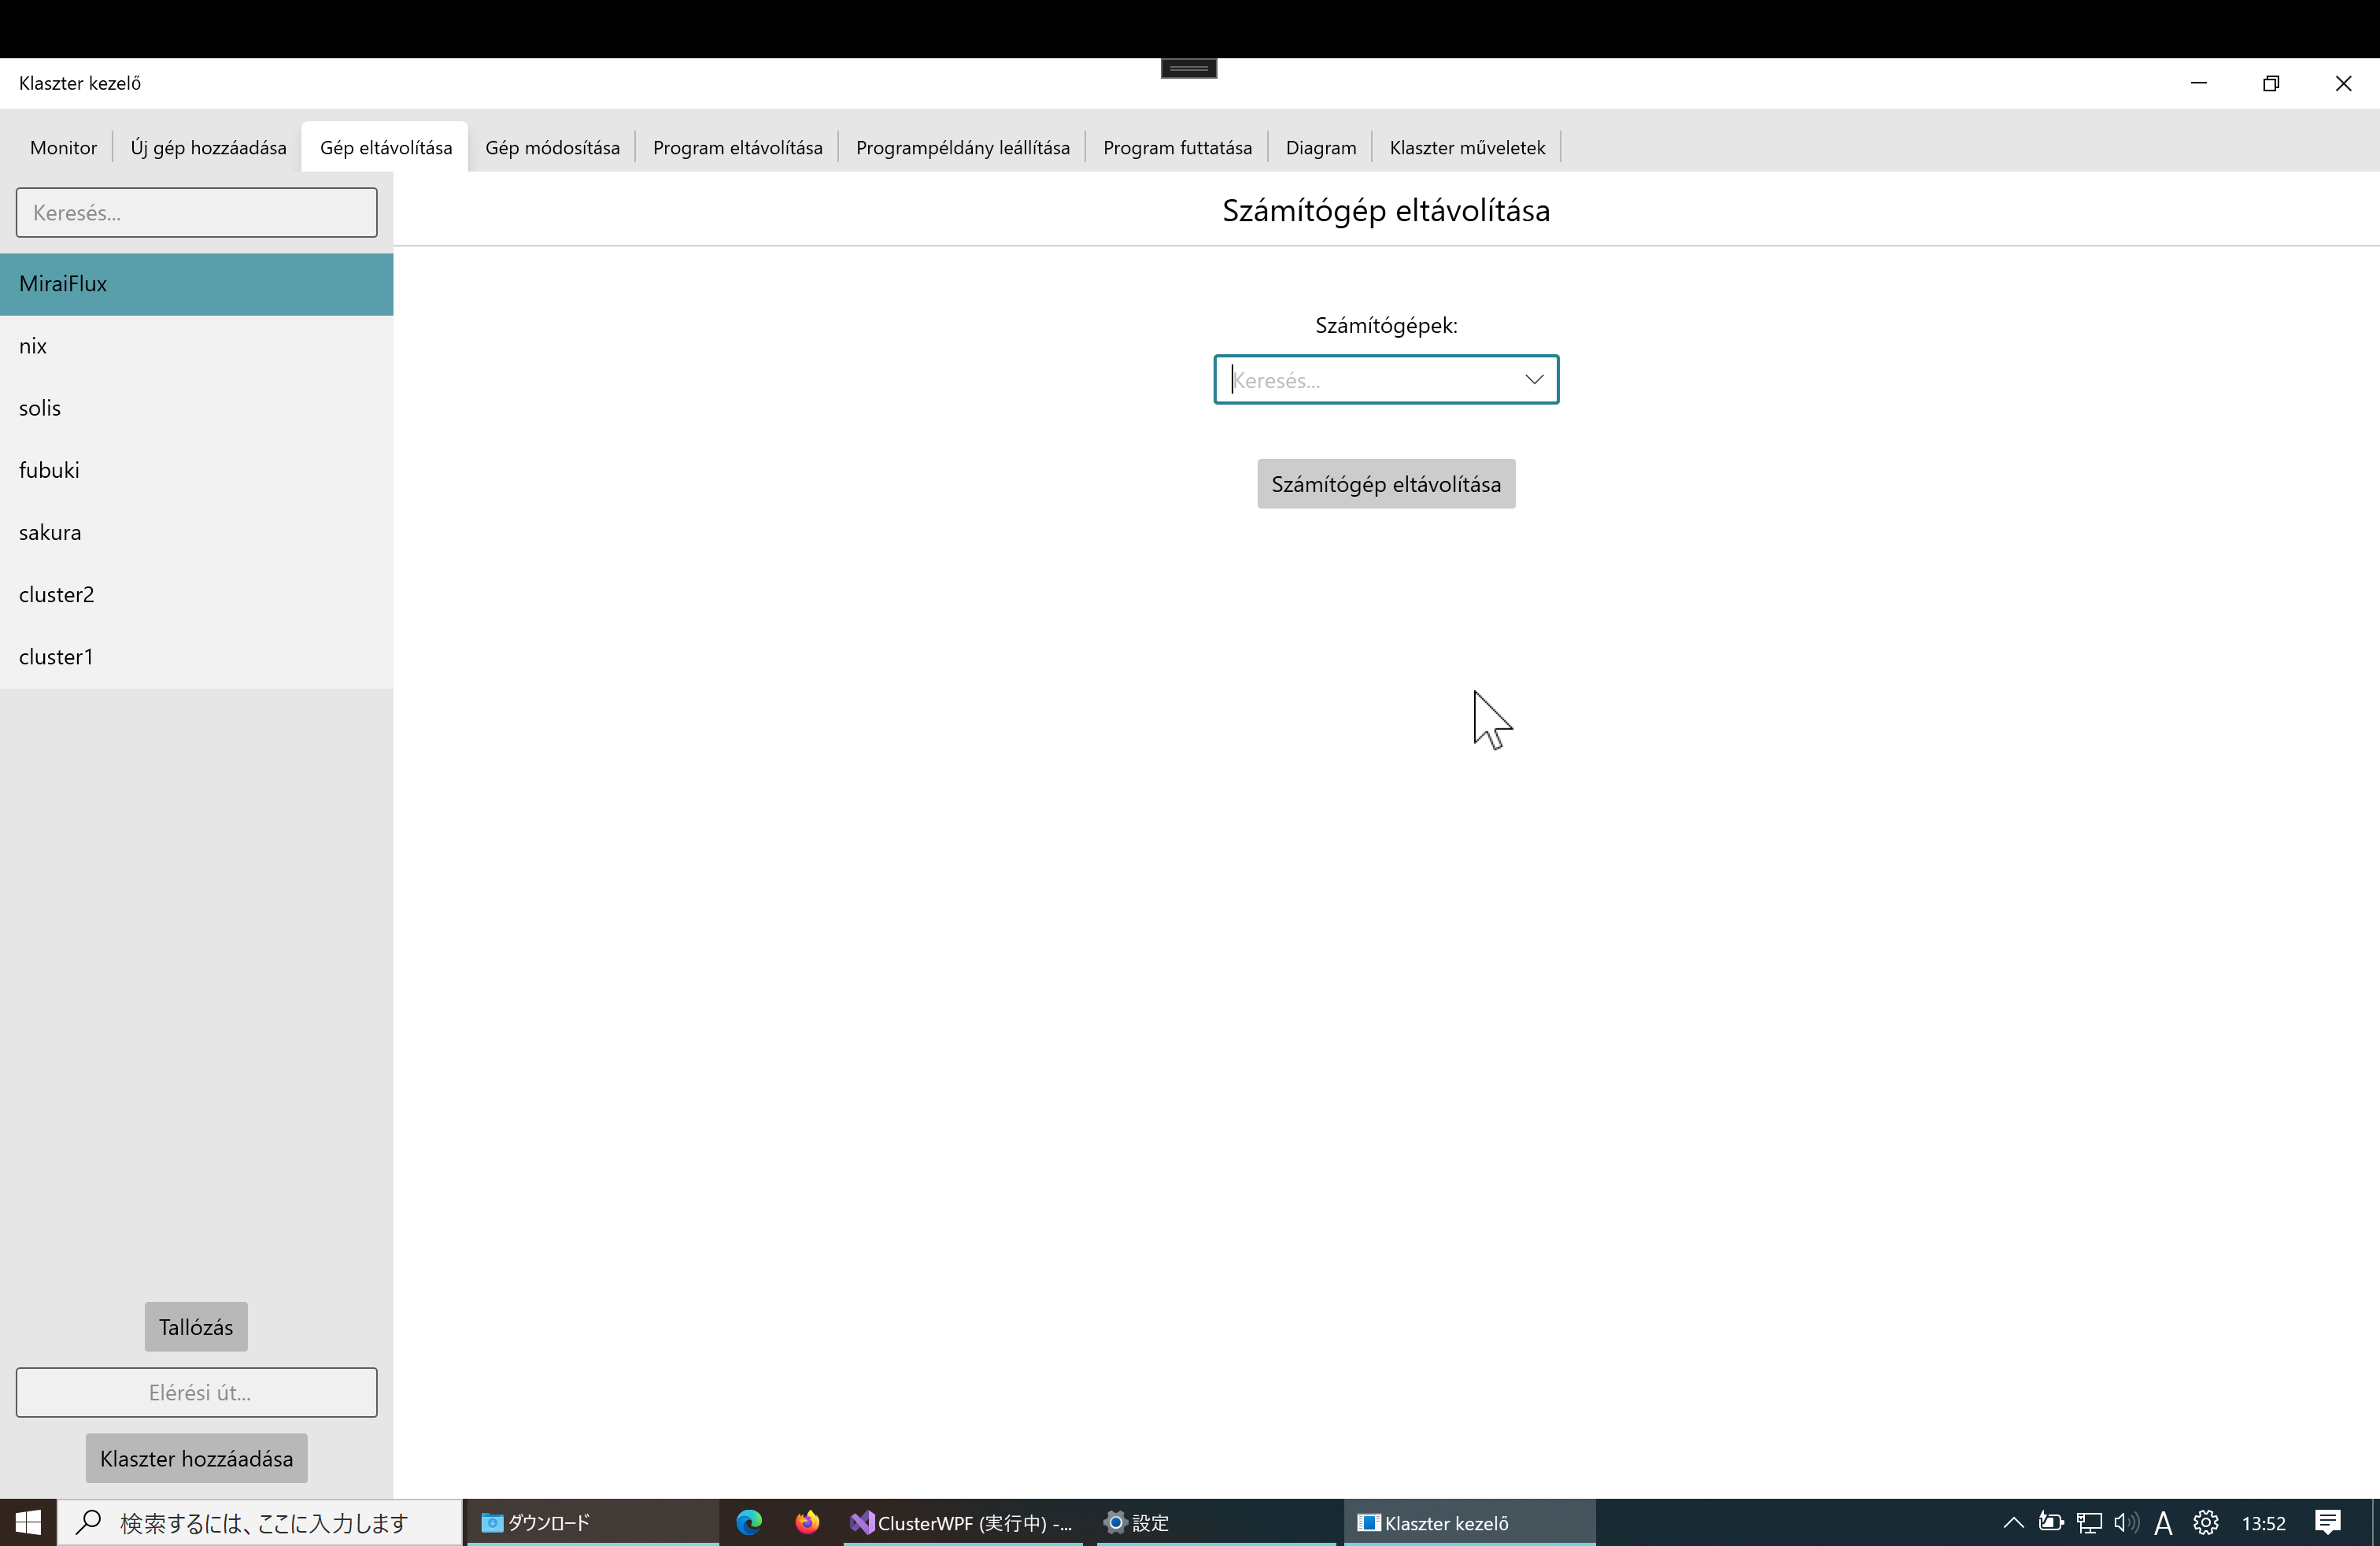 Klaszter kezelő
Monitor
Új gép hozzáadása
Gép eltávolítása
Gép módosítása
Program eltávolítása
Programpéldány leállítása
Program futtatása
Diagram
Klaszter műveletek
Keresés...
MiraiFlux
nix
solis
fubuki
sakura
cluster2
cluster1
Tallózás
Elérési út...
Klaszter hozzáadása
Számítógép eltávolítása
Számítógépek:
Keresés...
Számítógép eltávolítása
検索するには、ここに入力します
ダウンロード
ClusterWPF (実行中) -...
設定
Klaszter kezelő
A
13:52